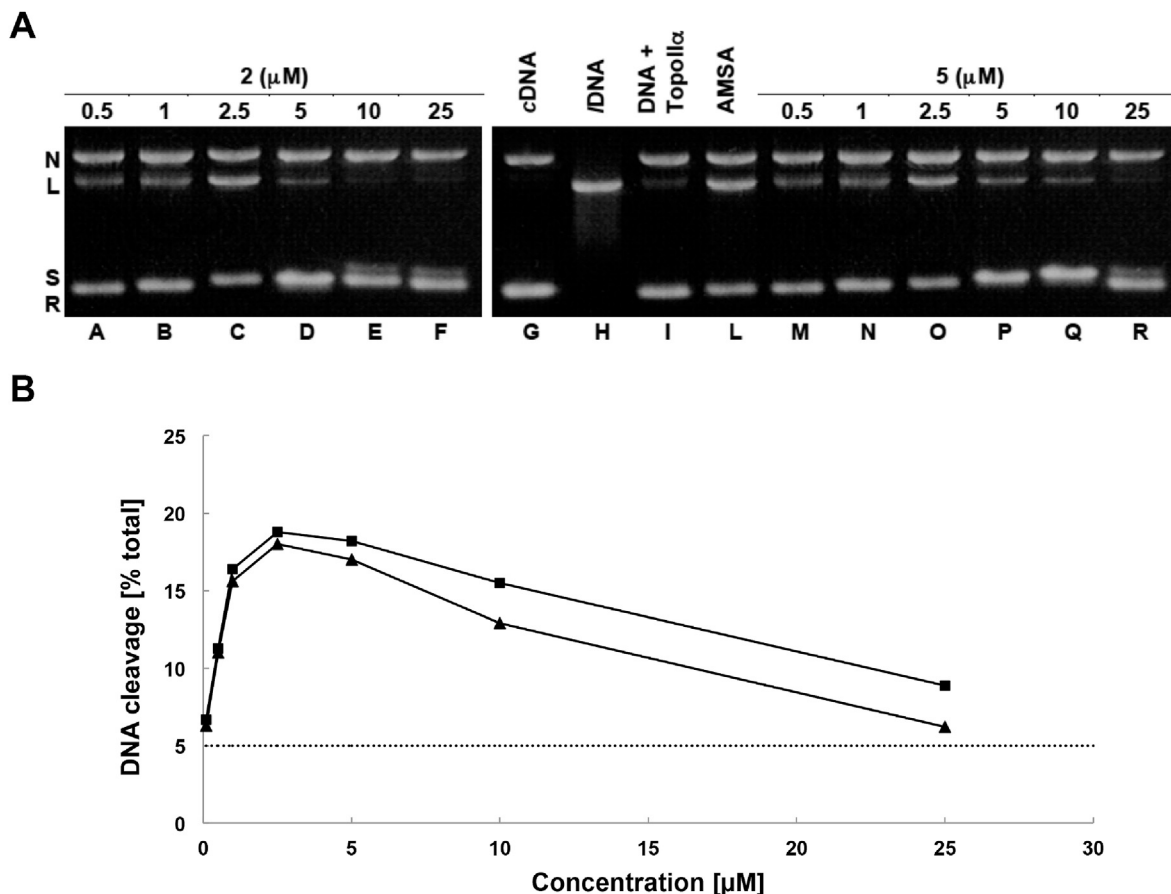 A
2 (µM)
0.5 1 2.5 5 10 25
cDNA
lDNA
DNA +
TopoIIα
AMSA
5 (µM)
0.5 1 2.5 5 10 25
N
L
S
R
A B C D E F G H I L M N O P Q R
B
DNA cleavage [% total]
25
20
15
10
5
0
0 5 10 15 20 25 30
Concentration [µM]